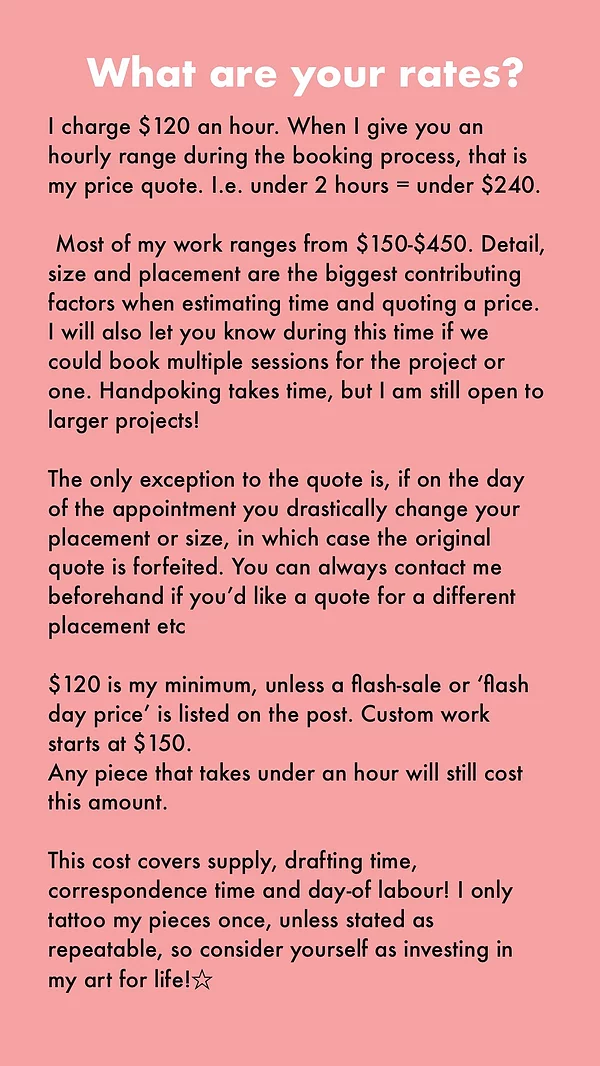 What are your rates?
I charge $120 an hour. When I give you an
hourly range during the booking process, that is
my price quote. I.e. under 2 hours = under $240.
Most of my work ranges from $150-$450. Detail,
size and placement are the biggest contributing
factors when estimating time and quoting a price.
I will also let you know during this time if we
could book multiple sessions for the project or
one. Handpoking takes time, but I am still open to
larger projects!
The only exception to the quote is, if on the day
of the appointment you drastically change your
placement or size, in which case the original
quote is forfeited. You can always contact me
beforehand if you’d like a quote for a different
placement etc
$120 is my minimum, unless a flash-sale or ‘flash
day price’ is listed on the post. Custom work
starts at $150.
Any piece that takes under an hour will still cost
this amount.
This cost covers supply, drafting time,
correspondence time and day-of labour! I only
tattoo my pieces once, unless stated as
repeatable, so consider yourself as investing in
my art for life!☆